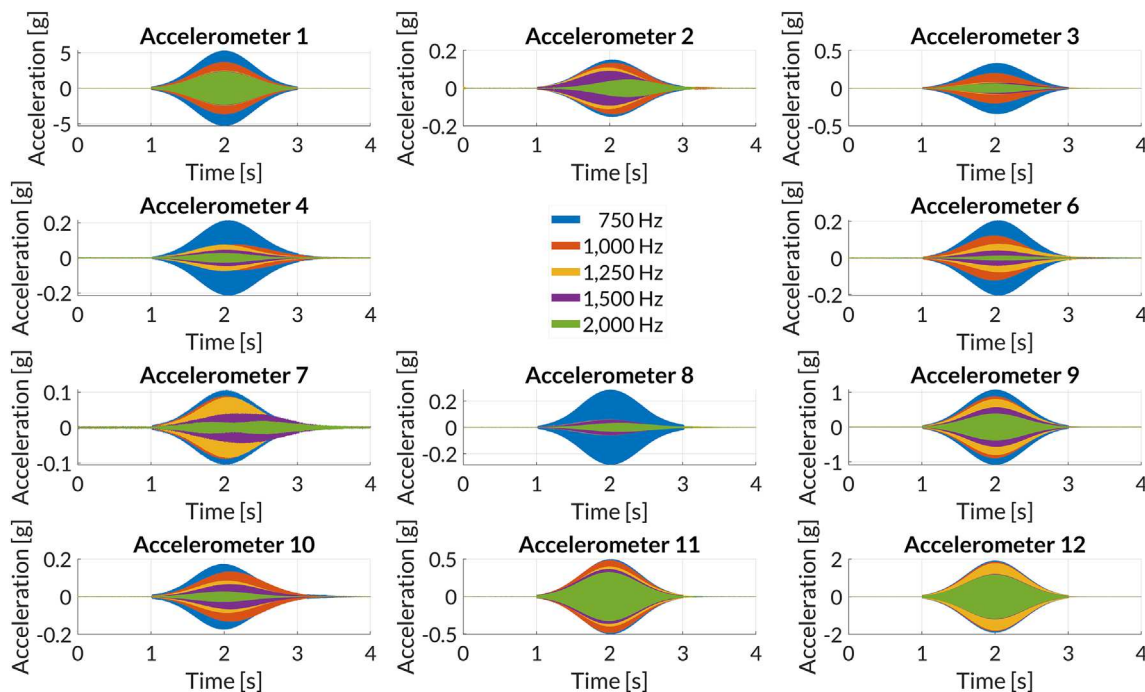 Accelerometer 1
Acceleration [g]
5
0
-5
0 1 2 3 4
Time [s]
Accelerometer 2
Acceleration [g]
0.2
0
-0.2
0 1 2 3 4
Time [s]
Accelerometer 3
Acceleration [g]
0.5
0
-0.5
0 1 2 3 4
Time [s]
Accelerometer 4
Acceleration [g]
0.2
0
-0.2
0 1 2 3 4
Time [s]
750 Hz
1,000 Hz
1,250 Hz
1,500 Hz
2,000 Hz
Accelerometer 6
Acceleration [g]
0.2
0
-0.2
0 1 2 3 4
Time [s]
Accelerometer 7
Acceleration [g]
0.1
0
-0.1
0 1 2 3 4
Time [s]
Accelerometer 8
Acceleration [g]
0.2
0
-0.2
0 1 2 3 4
Time [s]
Accelerometer 9
Acceleration [g]
1
0
-1
0 1 2 3 4
Time [s]
Accelerometer 10
Acceleration [g]
0.2
0
-0.2
0 1 2 3 4
Time [s]
Accelerometer 11
Acceleration [g]
0.5
0
-0.5
0 1 2 3 4
Time [s]
Accelerometer 12
Acceleration [g]
2
0
-2
0 1 2 3 4
Time [s]